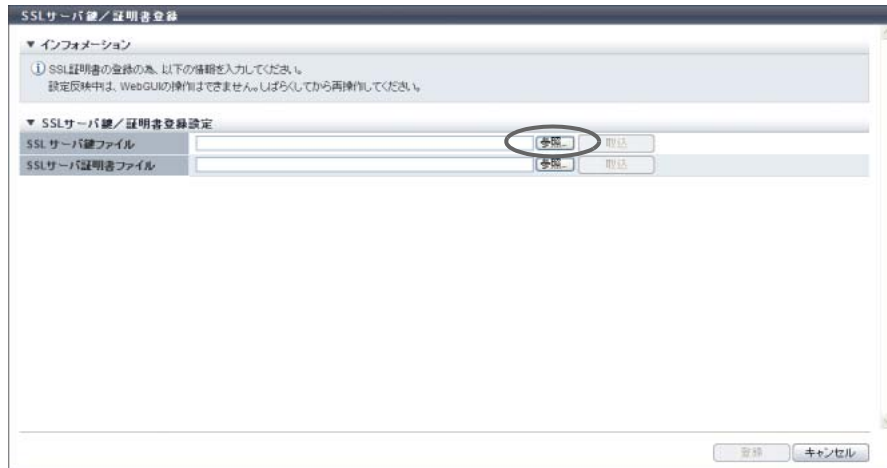 SSLサーバ鍵／証明書登録
▼ インフォメーション
i SSL証明書の登録の為、以下の情報を入力してください。
設定反映中は、WebGUIの操作はできません。しばらくしてから再操作してください。
▼ SSLサーバ鍵／証明書登録設定
SSL サーバ鍵ファイル 参照... 取込
SSLサーバ証明書ファイル 参照... 取込
登録 キャンセル